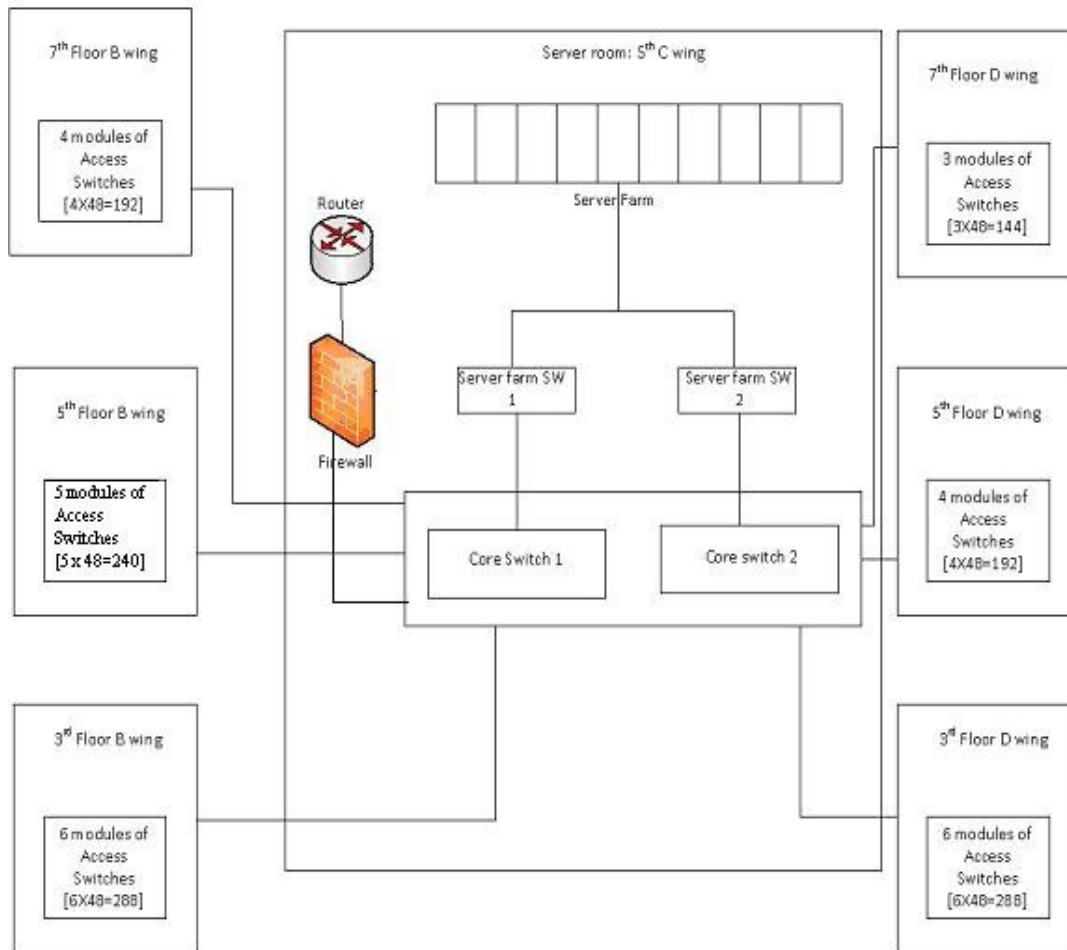 7th Floor B wing
4 modules of
Access
Switches
[4X48=192]
5th Floor B wing
5 modules of
Access
Switches
[5 x 48=240]
3rd Floor B wing
6 modules of
Access
Switches
[6X48=288]
Server room: 5th C wing
Server Farm
Router
Firewall
Server farm SW
1
Server farm SW
2
Core Switch 1
Core switch 2
7th Floor D wing
3 modules of
Access
Switches
[3X48=144]
5th Floor D wing
4 modules of
Access
Switches
[4X48=192]
3rd Floor D wing
6 modules of
Access
Switches
[6X48=288]